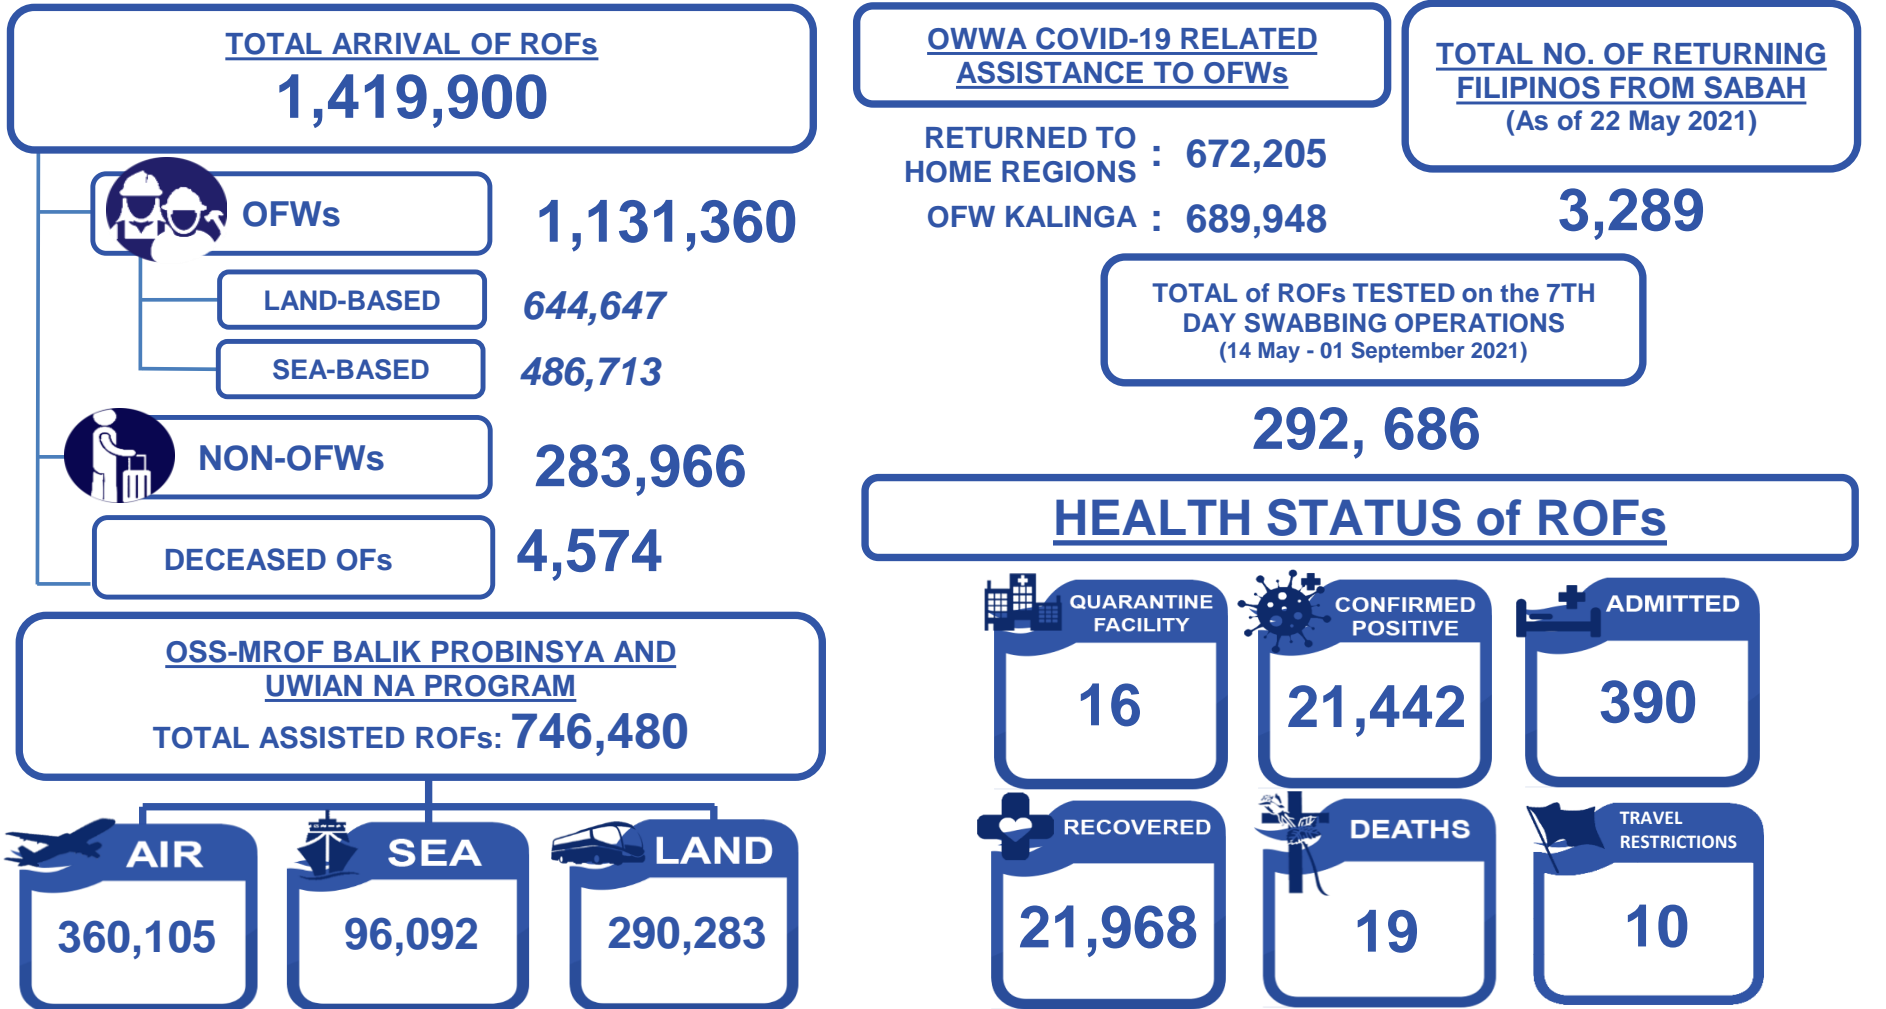 TOTAL ARRIVAL OF ROFs
1,419,900
OFWs
1,131,360
LAND-BASED
644,647
SEA-BASED
486,713
NON-OFWs
283,966
DECEASED OFs
4,574
OSS-MROF BALIK PROBINSYA AND
UWIAN NA PROGRAM
TOTAL ASSISTED ROFs: 746,480
AIR
360,105
SEA
96,092
LAND
290,283
OWWA COVID-19 RELATED
ASSISTANCE TO OFWs
RETURNED TO
HOME REGIONS : 672,205
OFW KALINGA : 689,948
TOTAL NO. OF RETURNING
FILIPINOS FROM SABAH
(As of 22 May 2021)
3,289
TOTAL of ROFs TESTED on the 7TH
DAY SWABBING OPERATIONS
(14 May - 01 September 2021)
292, 686
HEALTH STATUS of ROFs
QUARANTINE
FACILITY
16
CONFIRMED
POSITIVE
21,442
ADMITTED
390
RECOVERED
21,968
DEATHS
19
TRAVEL
RESTRICTIONS
10